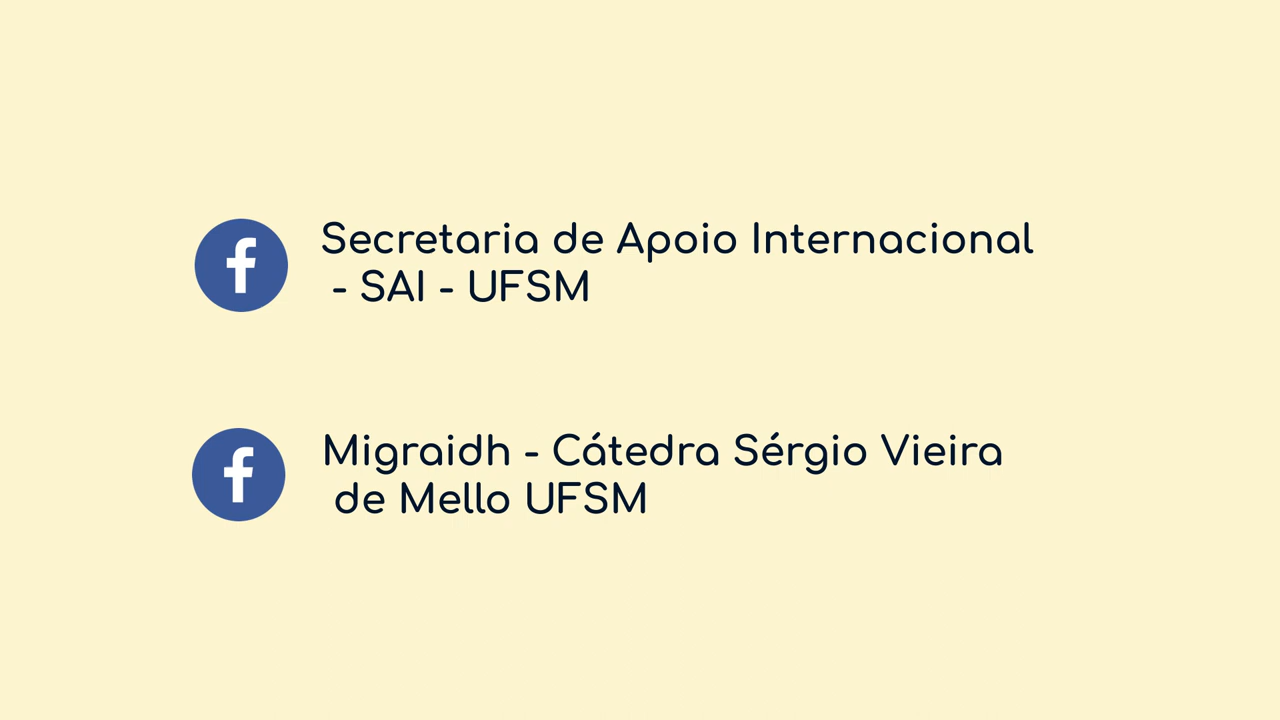 Secretaria de Apoio Internacional
- SAI - UFSM
Migraidh - Cátedra Sérgio Vieira
de Mello UFSM